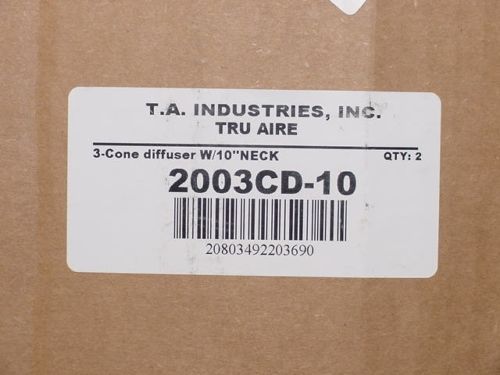 T.A. INDUSTRIES, INC.
TRU AIRE
3-Cone diffuser W/10"NECK QTY: 2
2003CD-10
20803492203690